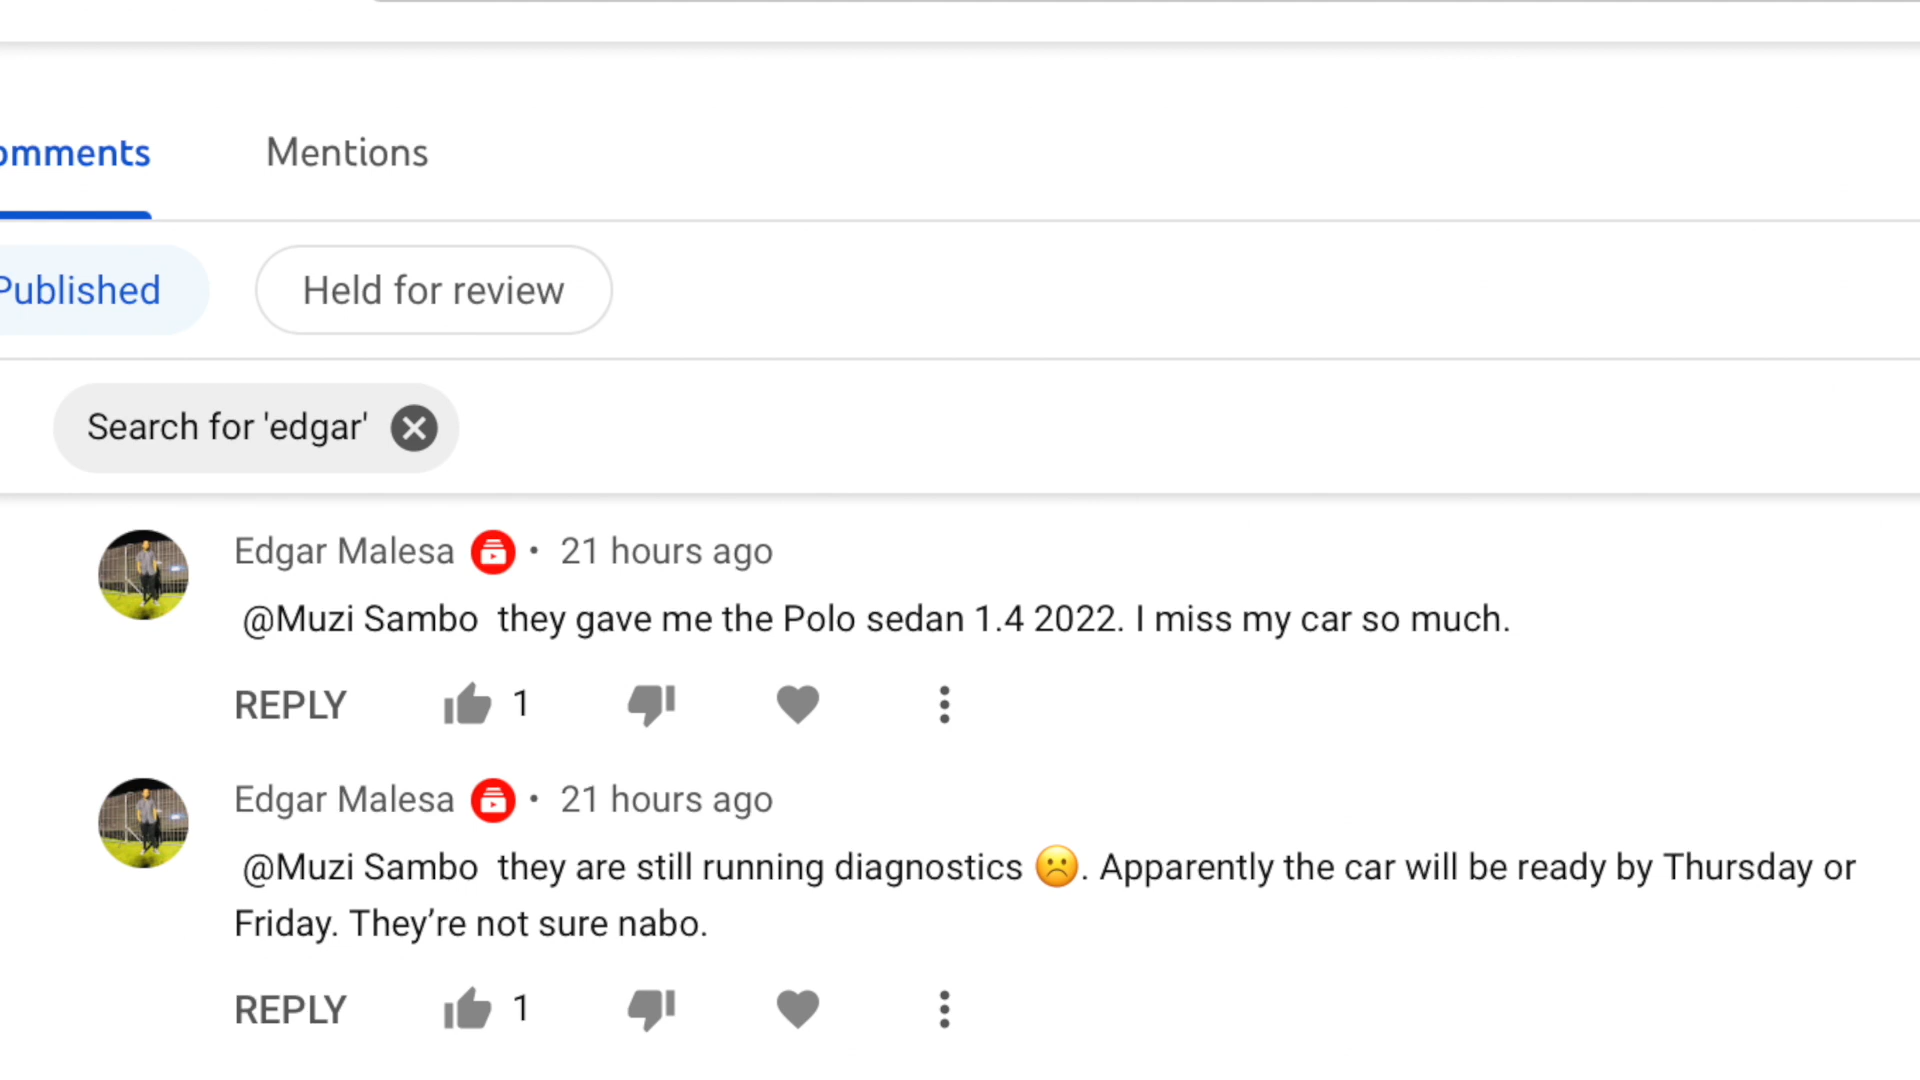 omments Mentions
Published Held for review
Search for 'edgar'
Edgar Malesa • 21 hours ago
@Muzi Sambo they gave me the Polo sedan 1.4 2022. I miss my car so much.
REPLY 1
Edgar Malesa • 21 hours ago
@Muzi Sambo they are still running diagnostics ☹️. Apparently the car will be ready by Thursday or
Friday. They’re not sure nabo.
REPLY 1